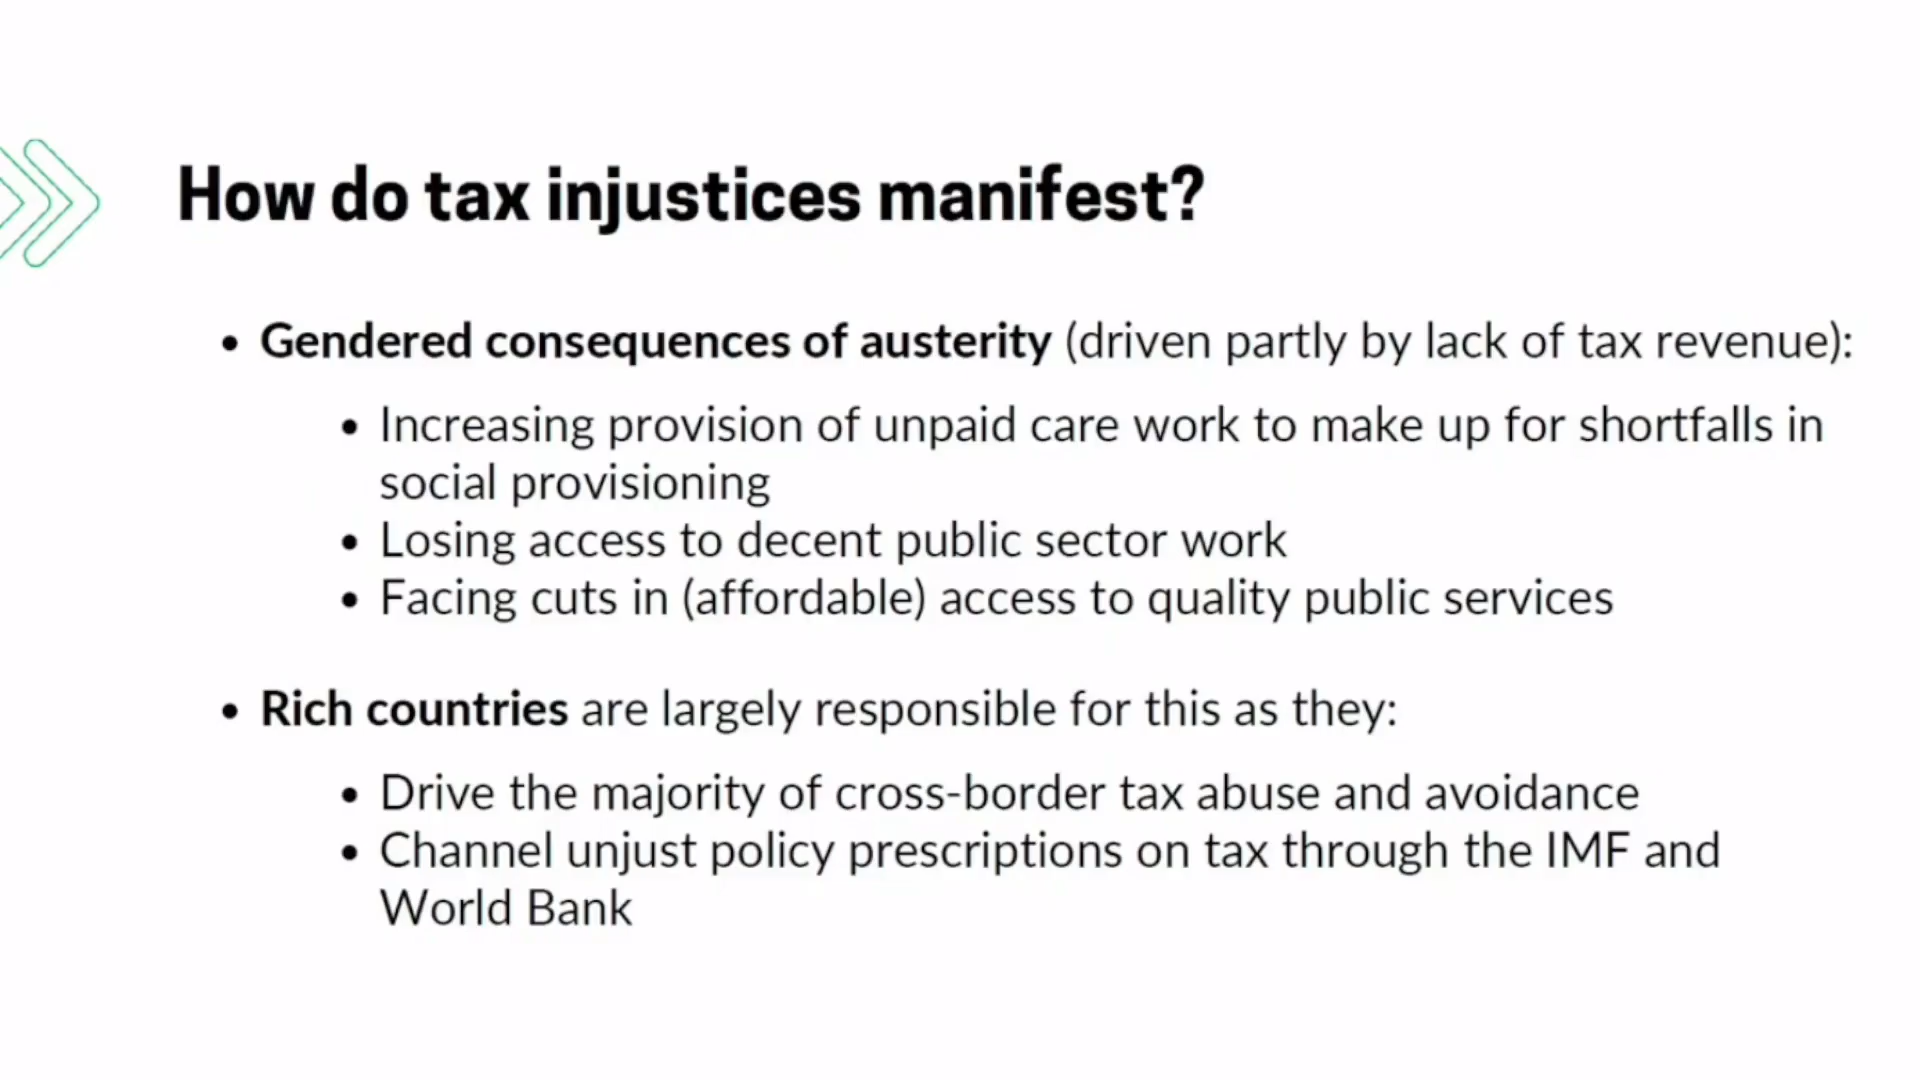 How do tax injustices manifest?
• Gendered consequences of austerity (driven partly by lack of tax revenue):
• Increasing provision of unpaid care work to make up for shortfalls in
social provisioning
• Losing access to decent public sector work
• Facing cuts in (affordable) access to quality public services
• Rich countries are largely responsible for this as they:
• Drive the majority of cross-border tax abuse and avoidance
• Channel unjust policy prescriptions on tax through the IMF and
World Bank